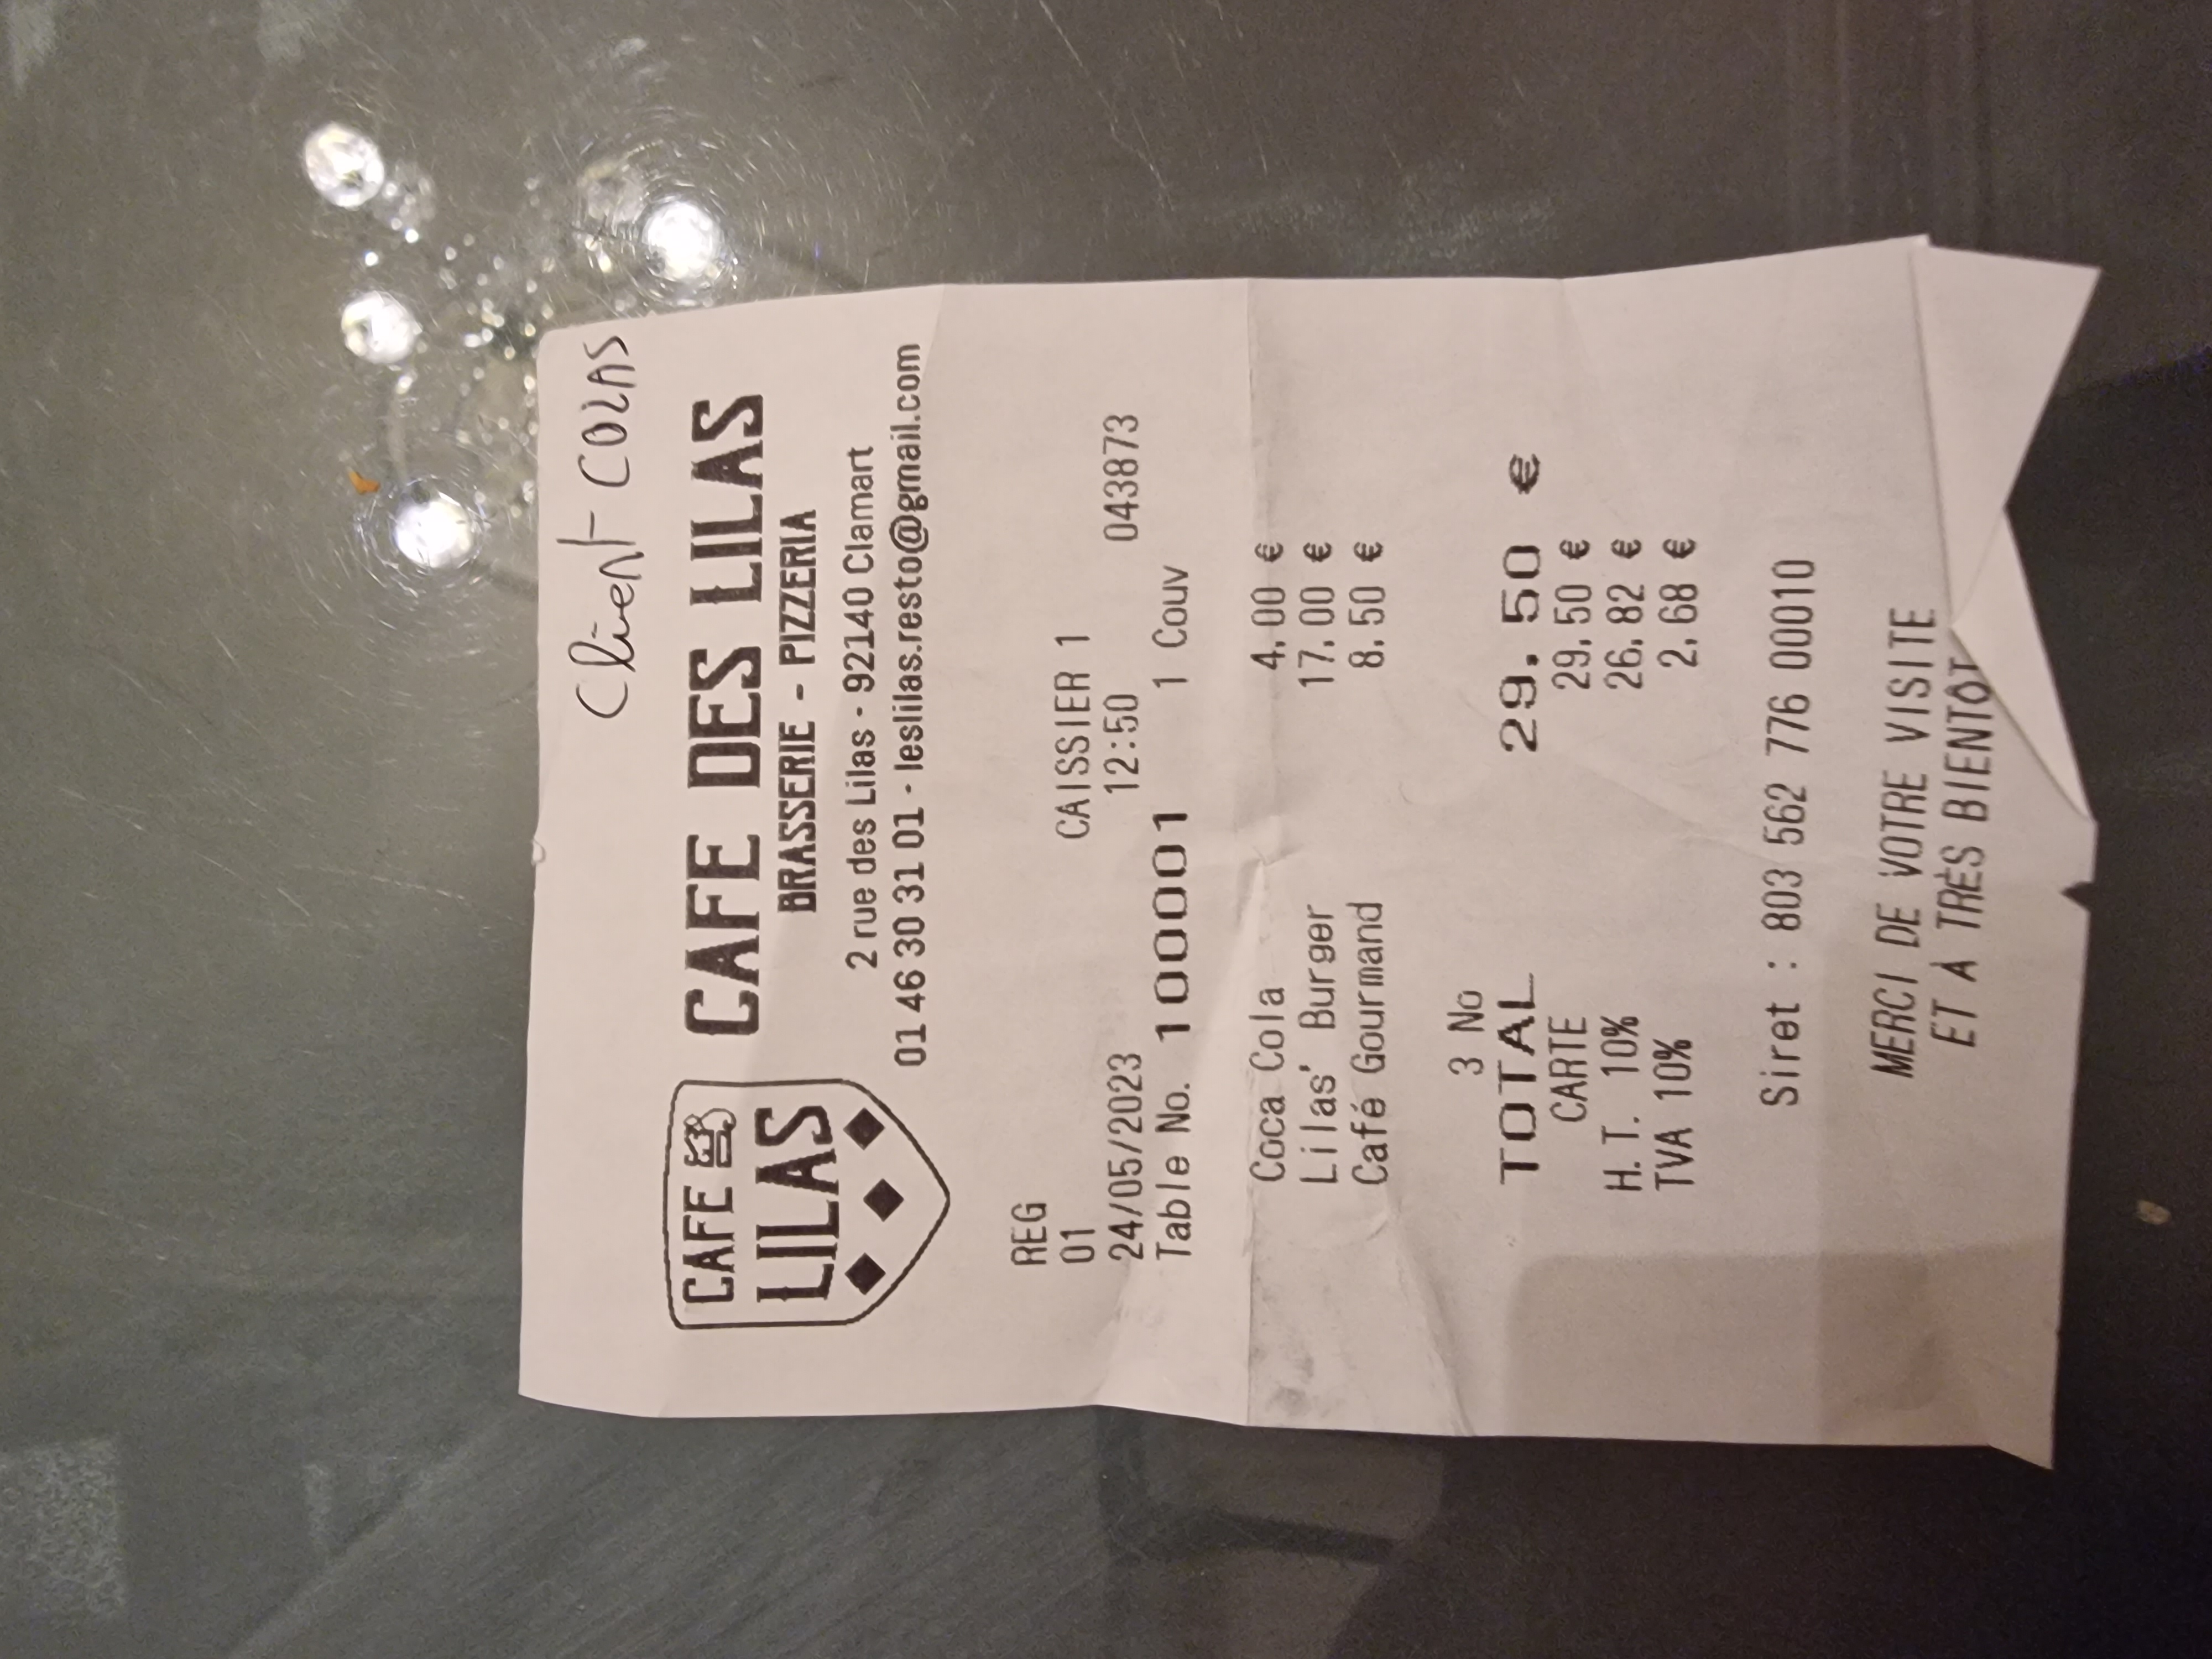 Client COLAS
CAFE
LILAS
CAFE DES LILAS
BRASSERIE - PIZZERIA
2 rue des Lilas - 92140 Clamart
01 46 30 31 01 - leslilas.resto@gmail.com
REG
01 CAISSIER 1
24/05/2023 12:50 043873
Table No. 100001 1 Couv
Coca Cola 4.00 €
Lilas' Burger 17.00 €
Café Gourmand 8.50 €
3 No
TOTAL 29.50 €
CARTE 29.50 €
H.T. 10% 26.82 €
TVA 10% 2.68 €
Siret : 803 562 776 00010
MERCI DE VOTRE VISITE
ET À TRÈS BIENTÔT